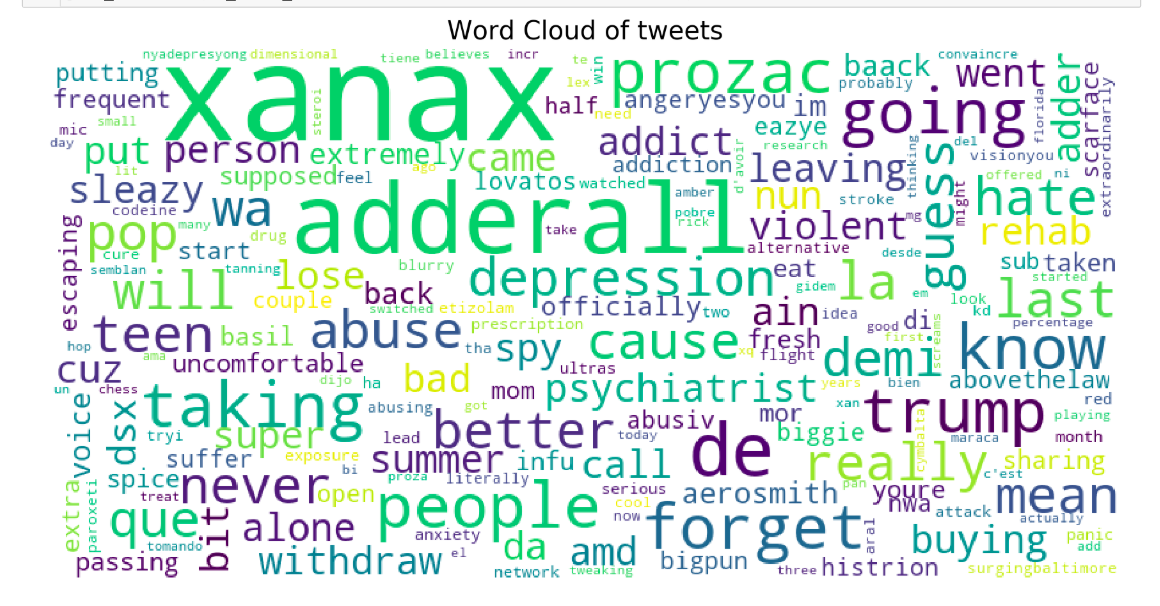 Word Cloud of tweets
nyadepresyong dimensional tiene believes incr te win convaincre
putting xanax prozac baack went adder
frequent steroi half lex need angeryesyou im probably going florida scarface extraordinarily
mic small day
put person extremely came addict eazye research del visionyou
lit supposed feel ago addiction d'avoir leaving thinking guess offered ni
sleazy codeine wa lovatos watched amber nun stroke might hate
adderall take pobre rick violent mg rehab
pop many drug alternative
escaping cure start blurry desde sub taken
semblan tanning lose depression eat gidem la em started
will couple back switched etizolam officially two ain idea look kd last
teen basil abuse prescription cause fresh good di first screams percentage
hop tha spy xq flight demi know
cuz ama uncomfortable ultras
un chess dijo ha bad mom psychiatrist years bien abovethelaw
taking abusing got xan red
voice dsx mor abusiv trump playing
tryi super lead better today biggie cymbalta maraca month
suffer exposure summer infu call de really sharing
spice bi proza literally c'est
extra paroxeti treat never open people serious cool now aerosmith pan youre nwa mean
que bit alone anxiety forget aral attack actually
tomando el da amd buying panic add
passing withdraw network tweaking bigpun three histrion surgingbaltimore